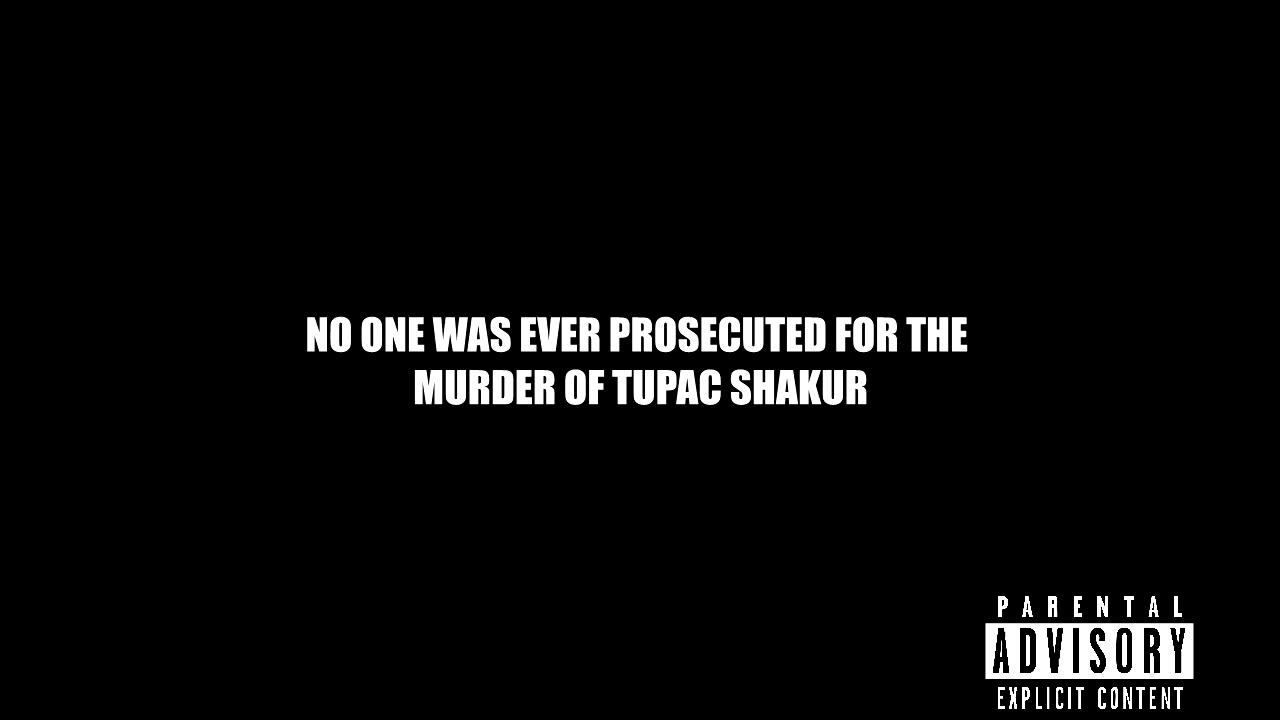 NO ONE WAS EVER PROSECUTED FOR THE
MURDER OF TUPAC SHAKUR
PARENTAL
ADVISORY
EXPLICIT CONTENT